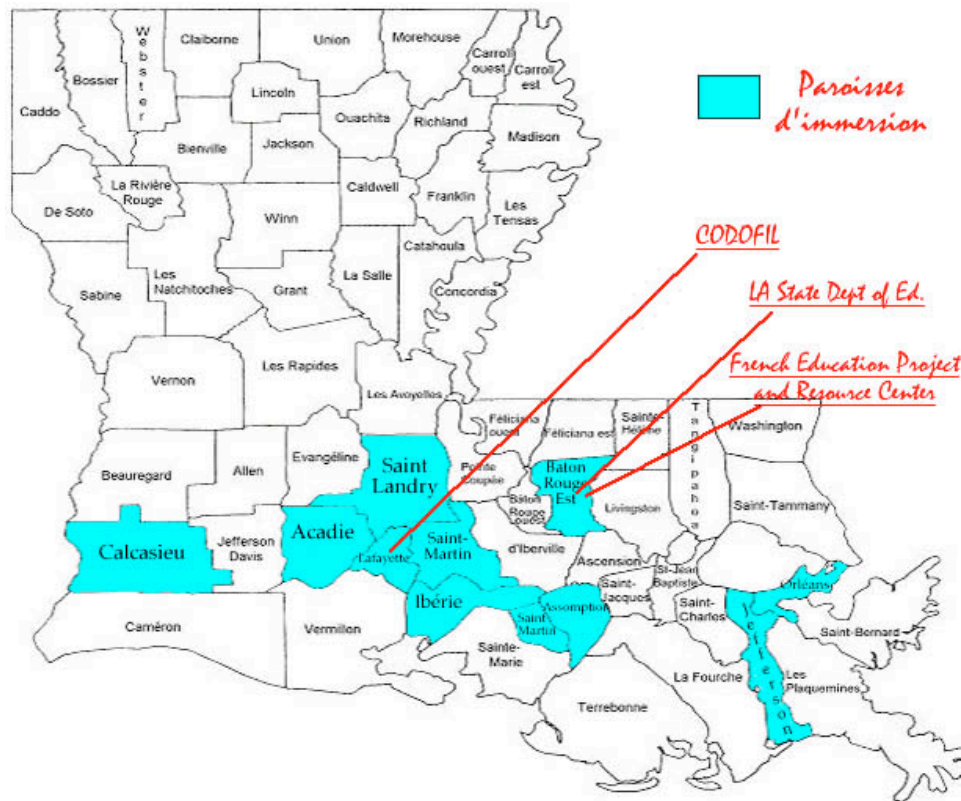 Webster
Claiborne
Union
Morehouse
Carroll
ouest
Carroll
est
Bossier
Caddo
Lincoln
Ouachita
Richland
Madison
Paroisses
d'immersion
Bienville
Jackson
La Rivière
Rouge
Caldwell
Franklin
De Soto
Winn
Les
Tensas
Catahoula
CODOFIL
Les
Natchitoches
Grant
La Salle
Concordia
Sabine
LA State Dept of Ed.
Les Rapides
French Education Project
and Resource Center
Vernon
Les Avoyelles
Féliciana
ouest
Féliciana est
Sainte-
Hélène
Tangipahoa
Washington
Beauregard
Allen
Evangéline
Saint
Landry
Pointe
Coupée
Baton
Rouge
Est
Baton
Rouge
ouest
Livingston
Saint-Tammany
Calcasieu
Jefferson
Davis
Acadie
Lafayette
Saint-
Martin
d'Iberville
Ascension
St-Jean
Baptiste
Orléans
Ibérie
Assomption
Saint-
Jacques
Saint-
Charles
Jefferson
Saint-Bernard
Caméron
Vermillon
Saint
Martin
Sainte-
Marie
La Fourche
Les
Plaquemines
Terrebonne